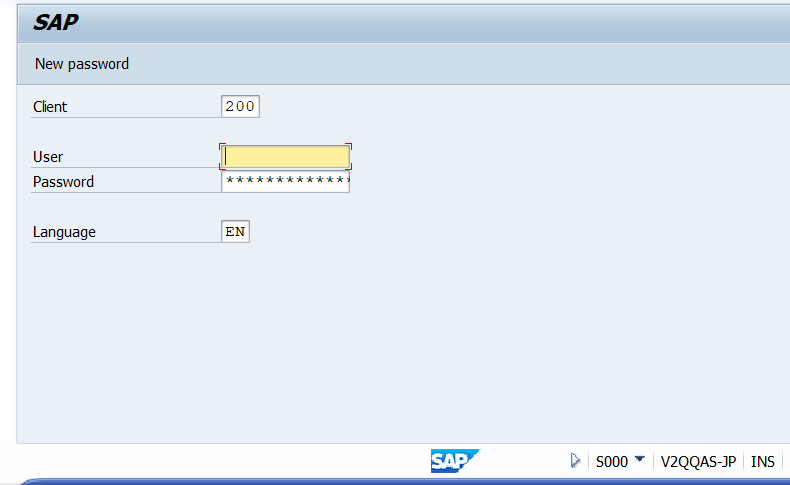 SAP
New password
Client 200
User
Password *************
Language EN
SAP S000 V2QQAS-JP INS